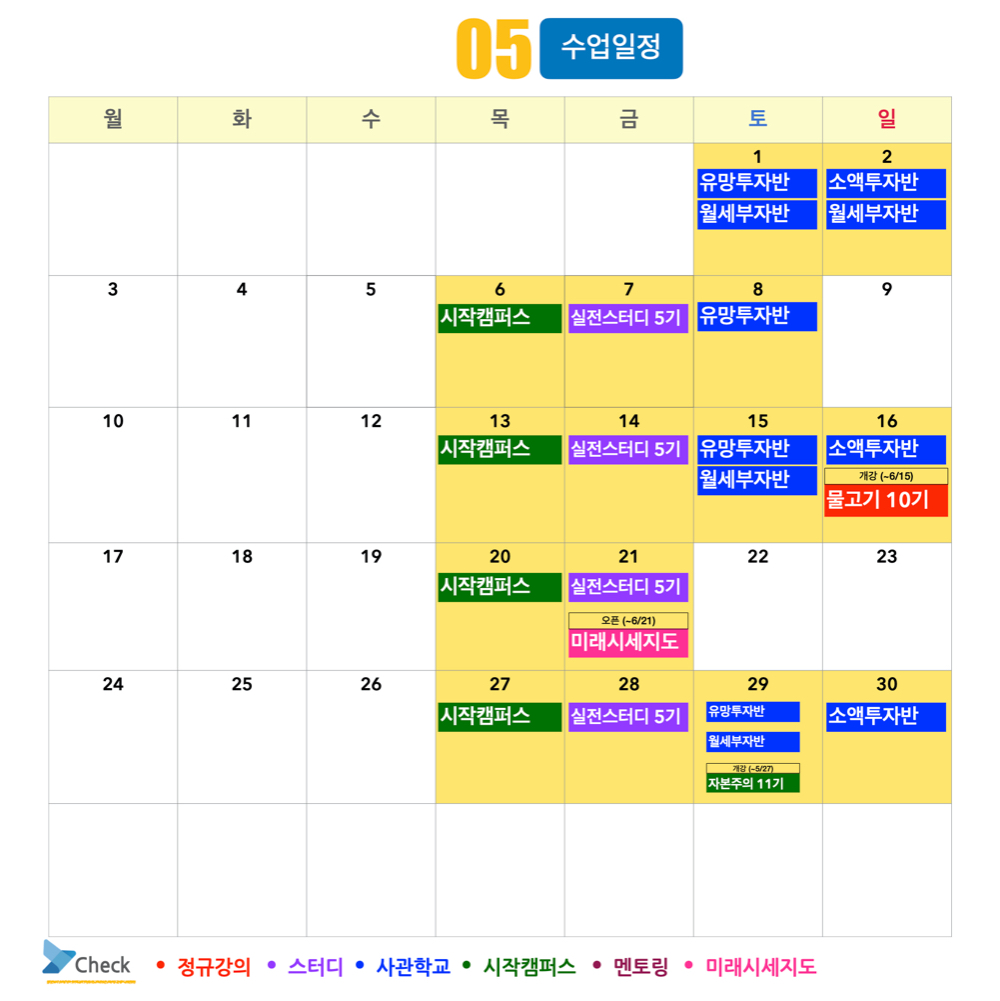 05 수업일정
월 화 수 목 금 토 일
1 2
유망투자반 소액투자반
월세부자반 월세부자반
3 4 5 6 7 8 9
시작캠퍼스 실전스터디 5기 유망투자반
10 11 12 13 14 15 16
시작캠퍼스 실전스터디 5기 유망투자반 소액투자반
월세부자반 개강 (~6/15)
물고기 10기
17 18 19 20 21 22 23
시작캠퍼스 실전스터디 5기
오픈 (~6/21)
미래시세지도
24 25 26 27 28 29 30
시작캠퍼스 실전스터디 5기 유망투자반 소액투자반
월세부자반
개강 (~5/27)
자본주의 11기
Check • 정규강의 • 스터디 • 사관학교 • 시작캠퍼스 • 멘토링 • 미래시세지도